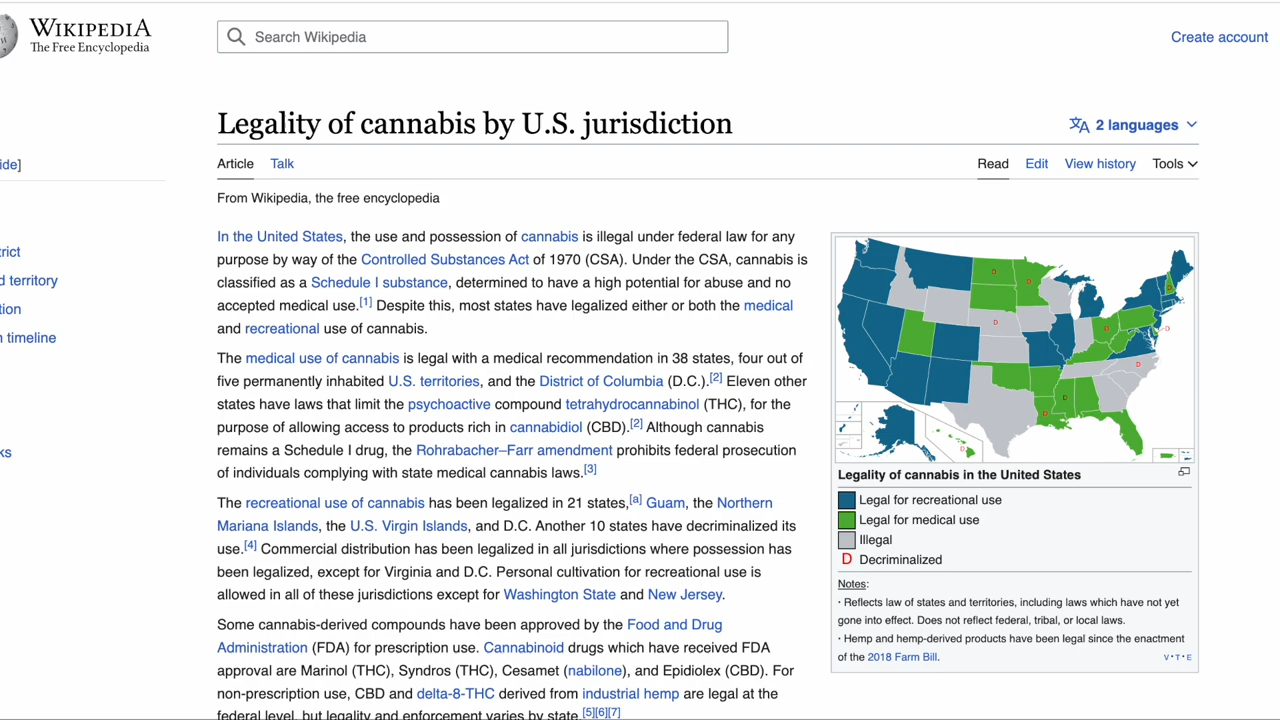 WIKIPEDIA
The Free Encyclopedia
Search Wikipedia
Create account
Legality of cannabis by U.S. jurisdiction
2 languages
ide]
Article Talk Read Edit View history Tools
From Wikipedia, the free encyclopedia
rict
d territory
tion
n timeline
ks
In the United States, the use and possession of cannabis is illegal under federal law for any
purpose by way of the Controlled Substances Act of 1970 (CSA). Under the CSA, cannabis is
classified as a Schedule I substance, determined to have a high potential for abuse and no
accepted medical use.[1] Despite this, most states have legalized either or both the medical
and recreational use of cannabis.
The medical use of cannabis is legal with a medical recommendation in 38 states, four out of
five permanently inhabited U.S. territories, and the District of Columbia (D.C.).[2] Eleven other
states have laws that limit the psychoactive compound tetrahydrocannabinol (THC), for the
purpose of allowing access to products rich in cannabidiol (CBD).[2] Although cannabis
remains a Schedule I drug, the Rohrabacher–Farr amendment prohibits federal prosecution
of individuals complying with state medical cannabis laws.[3]
The recreational use of cannabis has been legalized in 21 states,[a] Guam, the Northern
Mariana Islands, the U.S. Virgin Islands, and D.C. Another 10 states have decriminalized its
use.[4] Commercial distribution has been legalized in all jurisdictions where possession has
been legalized, except for Virginia and D.C. Personal cultivation for recreational use is
allowed in all of these jurisdictions except for Washington State and New Jersey.
Some cannabis-derived compounds have been approved by the Food and Drug
Administration (FDA) for prescription use. Cannabinoid drugs which have received FDA
approval are Marinol (THC), Syndros (THC), Cesamet (nabilone), and Epidiolex (CBD). For
non-prescription use, CBD and delta-8-THC derived from industrial hemp are legal at the
federal level, but legality and enforcement varies by state.[5][6][7]
Legality of cannabis in the United States
Legal for recreational use
Legal for medical use
Illegal
D Decriminalized
Notes:
· Reflects law of states and territories, including laws which have not yet
gone into effect. Does not reflect federal, tribal, or local laws.
· Hemp and hemp-derived products have been legal since the enactment
of the 2018 Farm Bill.
V·T·E